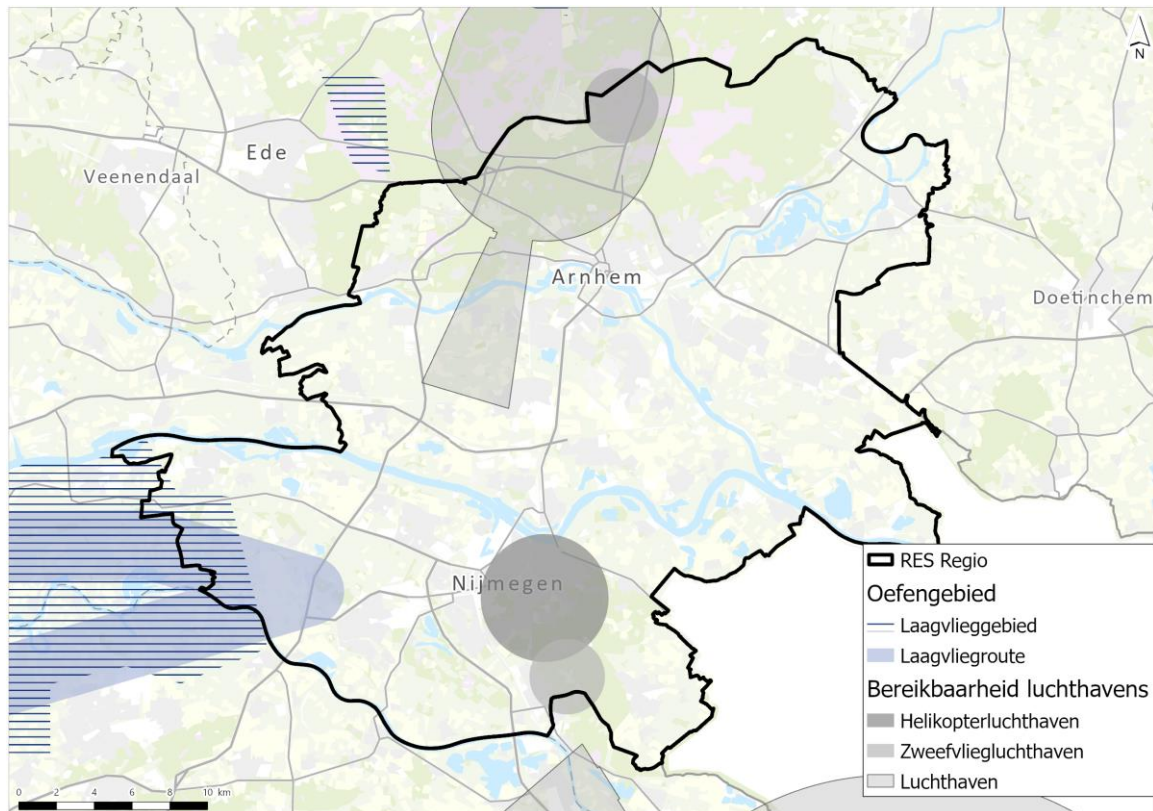 N
Ede
Veenendaal
Arnhem
Doetinchem
Nijmegen
RES Regio
Oefengebied
Laagvlieggebied
Laagvliegroute
Bereikbaarheid luchthavens
Helikopterluchthaven
Zweefvliegluchthaven
Luchthaven
0 2 4 6 8 10 km